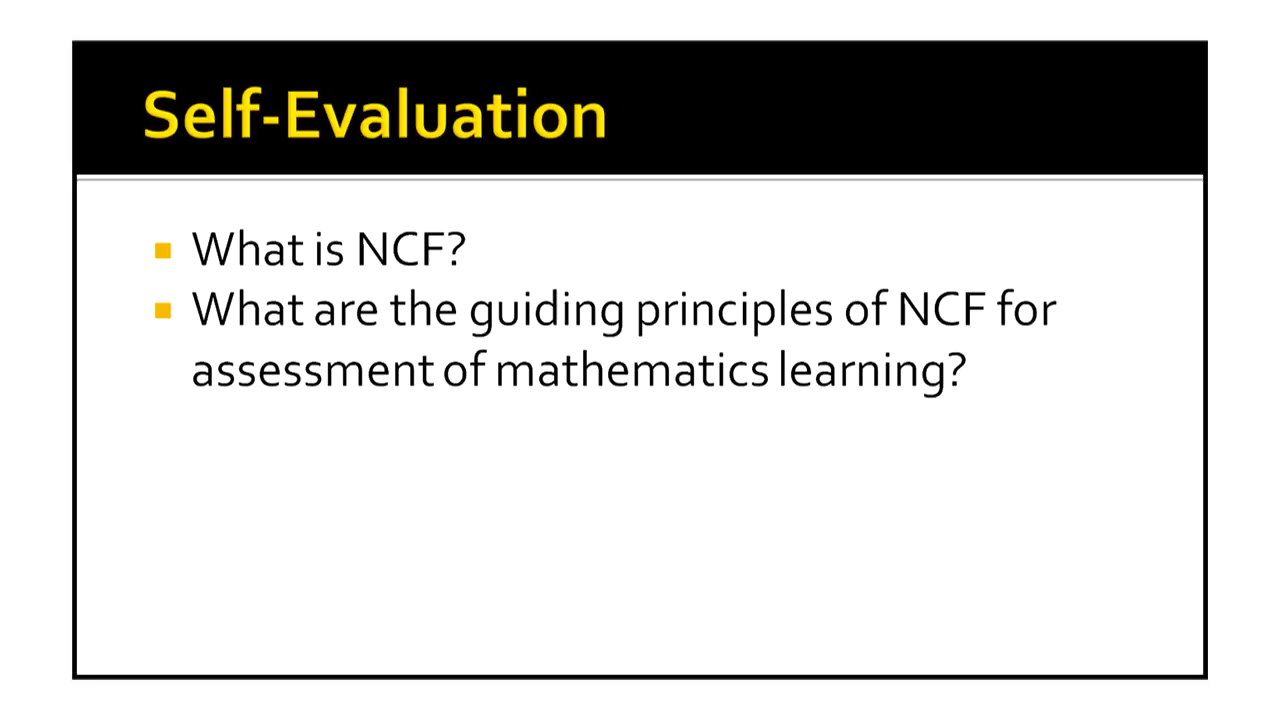 Self-Evaluation
What is NCF?
What are the guiding principles of NCF for
assessment of mathematics learning?